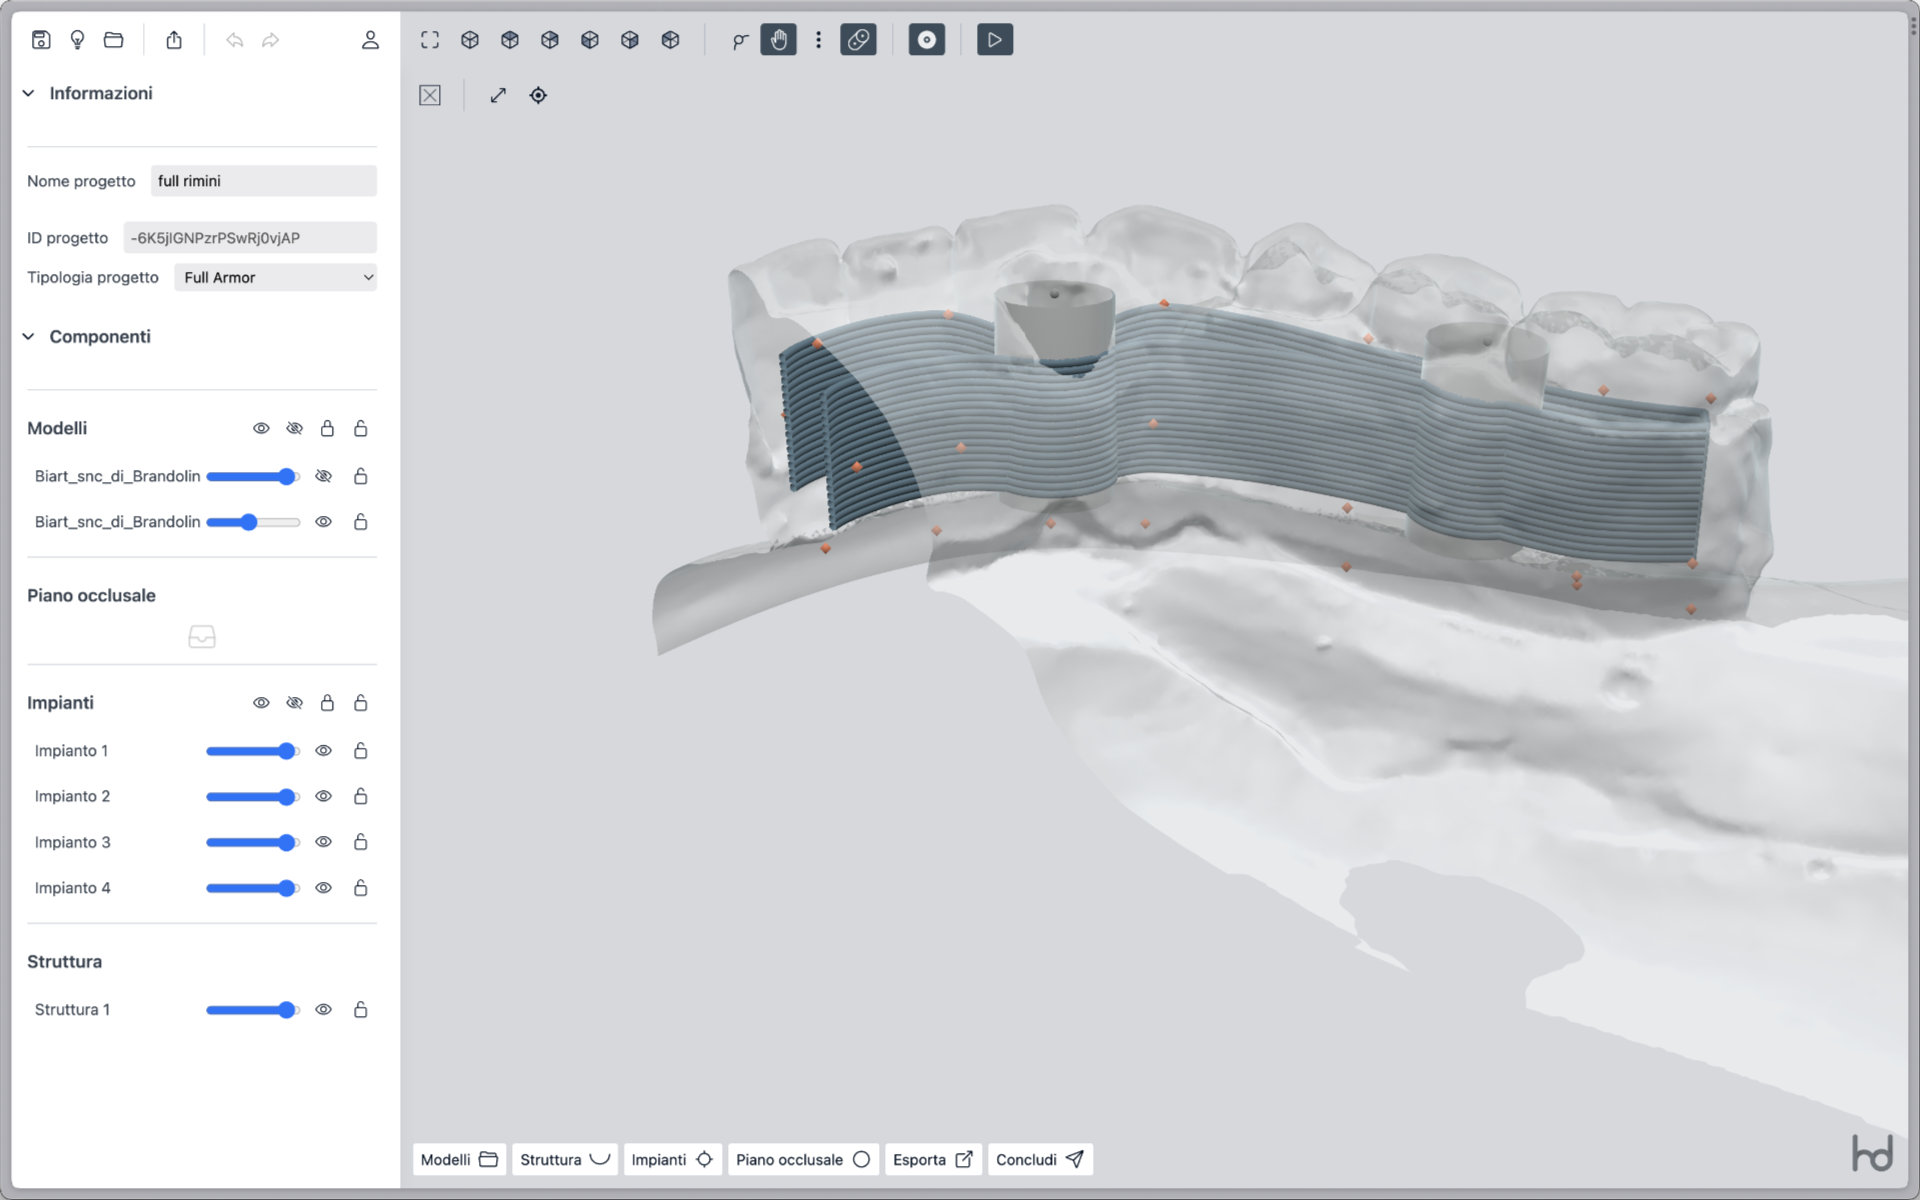 Informazioni
Nome progetto full rimini
ID progetto -6K5jlGNPzrPSwRj0vjAP
Tipologia progetto Full Armor
Componenti
Modelli
Biart_snc_di_Brandolin
Biart_snc_di_Brandolin
Piano occlusale
Impianti
Impianto 1
Impianto 2
Impianto 3
Impianto 4
Struttura
Struttura 1
Modelli Struttura Impianti Piano occlusale Esporta Concludi
hd